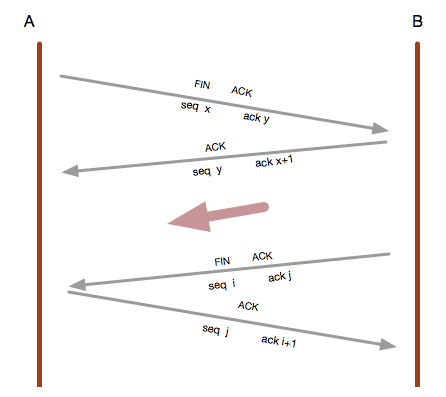 A B
FIN ACK
seq x ack y
ACK
seq y ack x+1
FIN ACK
seq i ack j
ACK
seq j ack i+1